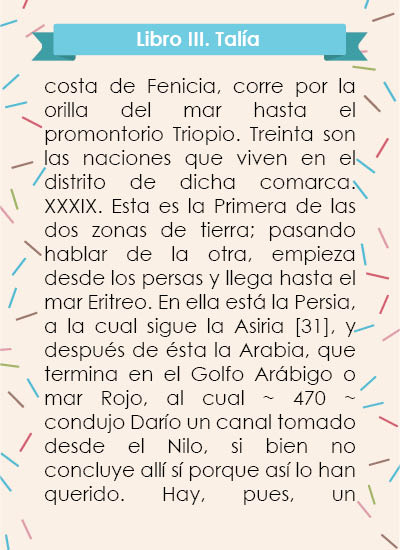 Libro III. Talía
costa de Fenicia, corre por la
orilla del mar hasta el
promontorio Triopio. Treinta son
las naciones que viven en el
distrito de dicha comarca.
XXXIX. Esta es la Primera de las
dos zonas de tierra; pasando
hablar de la otra, empieza
desde los persas y llega hasta el
mar Eritreo. En ella está la Persia,
a la cual sigue la Asiria [31], y
después de ésta la Arabia, que
termina en el Golfo Arábigo o
mar Rojo, al cual ~ 470 ~
condujo Darío un canal tomado
desde el Nilo, si bien no
concluye allí sí porque así lo han
querido. Hay, pues, un